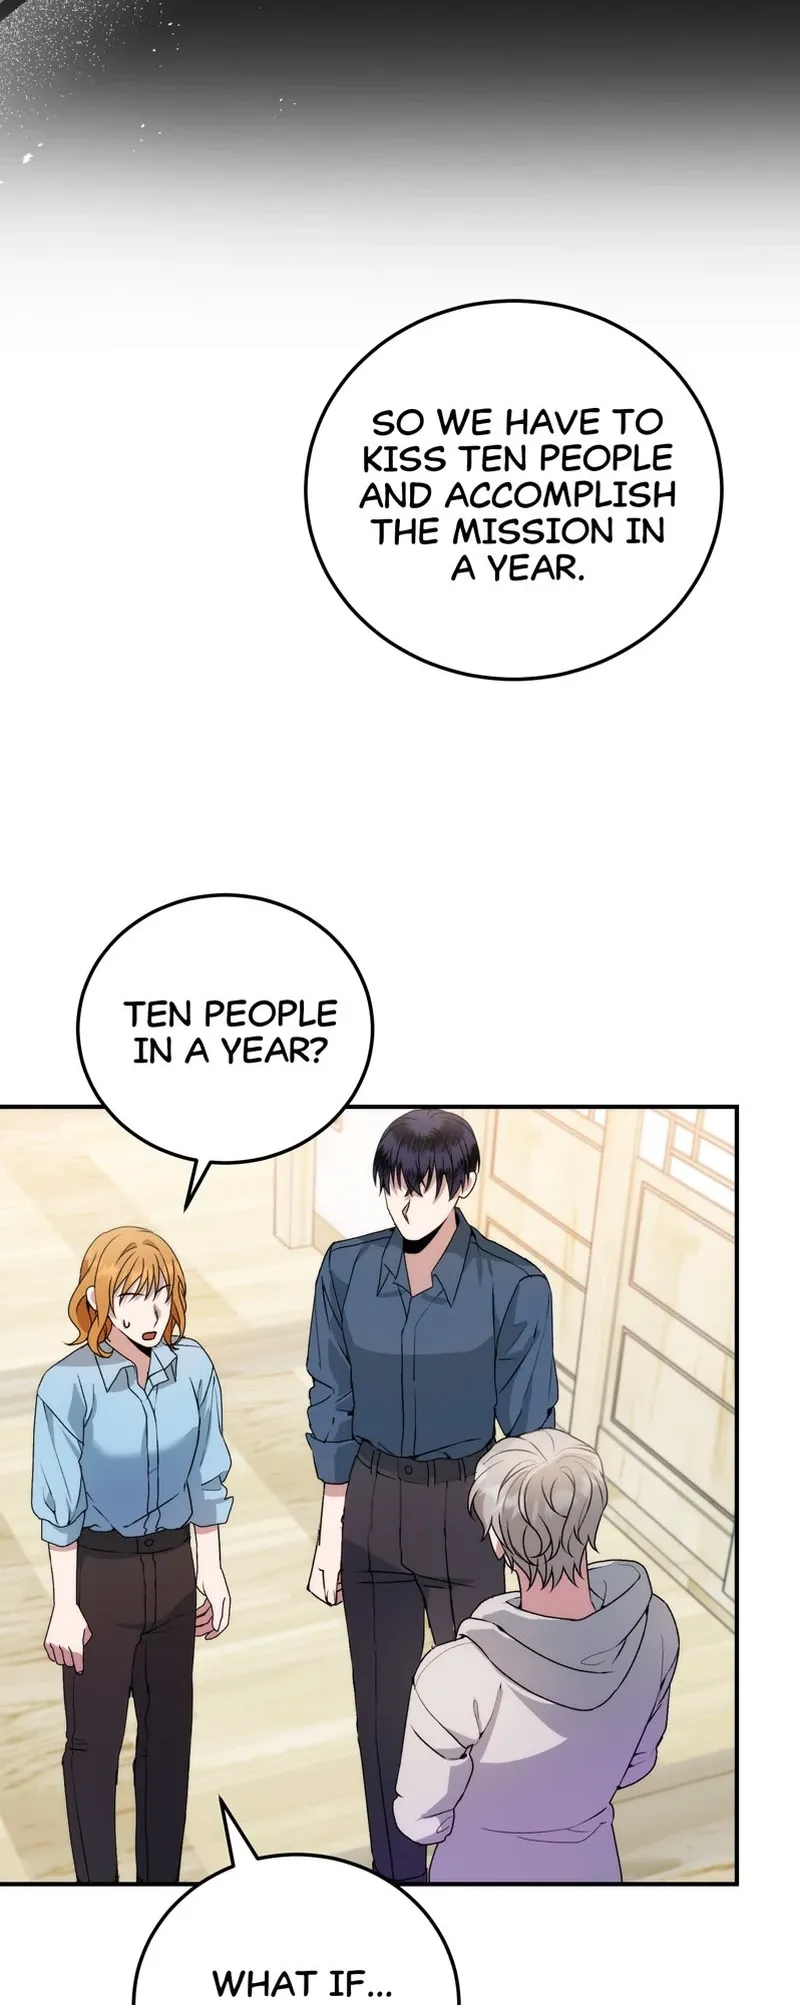 SO WE HAVE TO
KISS TEN PEOPLE
AND ACCOMPLISH
THE MISSION IN
A YEAR.
TEN PEOPLE
IN A YEAR?
WHAT IF...